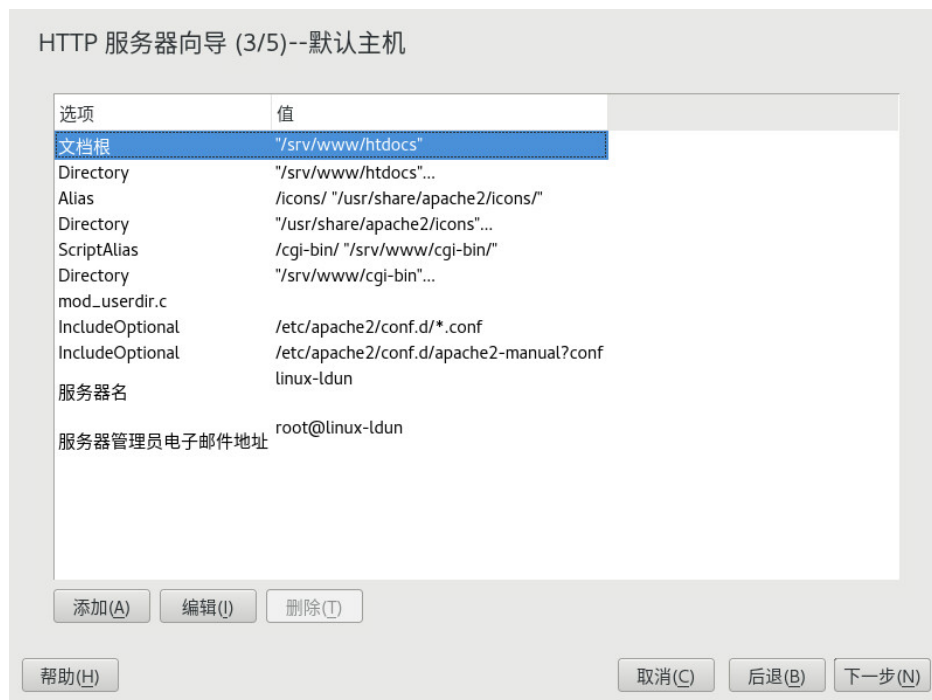 HTTP 服务器向导 (3/5)--默认主机
选项 值
文档根 "/srv/www/htdocs"
Directory "/srv/www/htdocs"...
Alias /icons/ "/usr/share/apache2/icons/"
Directory "/usr/share/apache2/icons"...
ScriptAlias /cgi-bin/ "/srv/www/cgi-bin/"
Directory "/srv/www/cgi-bin"...
mod_userdir.c
IncludeOptional /etc/apache2/conf.d/*.conf
IncludeOptional /etc/apache2/conf.d/apache2-manual?conf
服务器名 linux-ldun
服务器管理员电子邮件地址 root@linux-ldun
添加(A) 编辑(I) 删除(T)
帮助(H) 取消(C) 后退(B) 下一步(N)